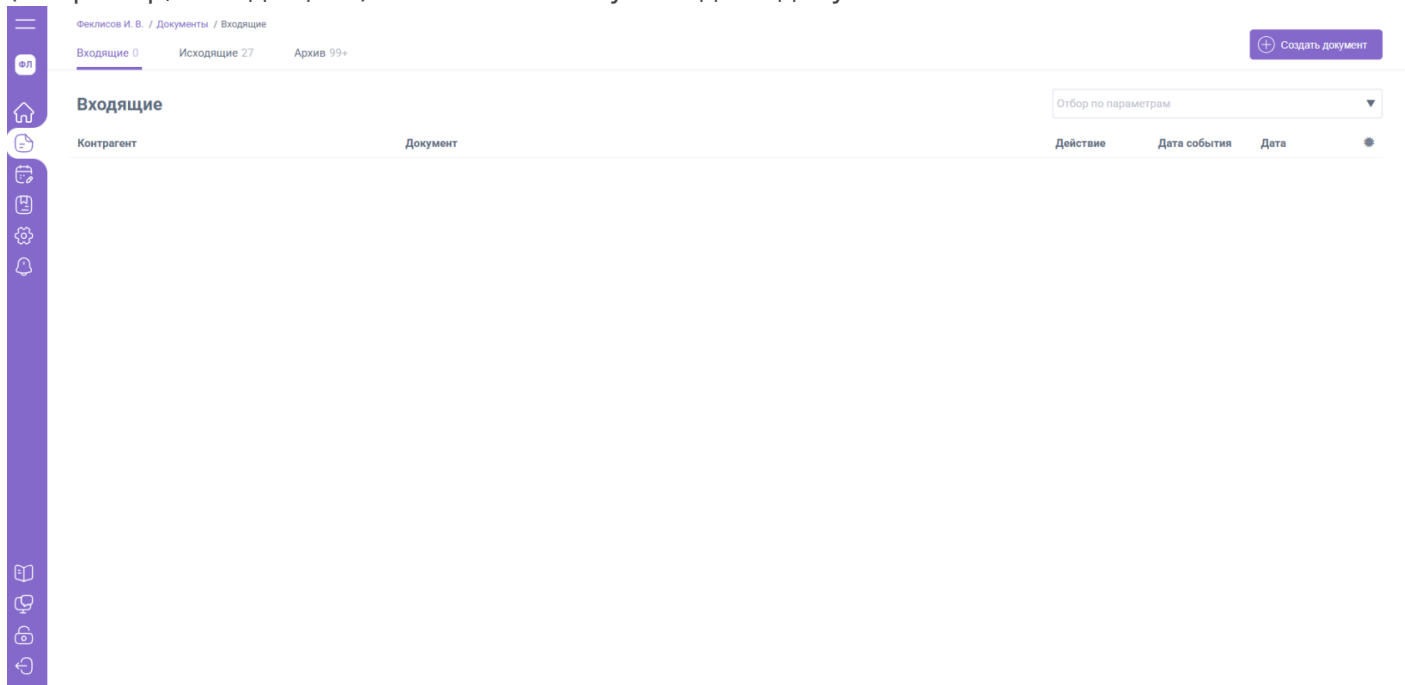 Феклисов И. В. / Документы / Входящие
Входящие 0 Исходящие 27 Архив 99+
Создать документ
ФЛ
Входящие
Отбор по параметрам
Контрагент Документ Действие Дата события Дата